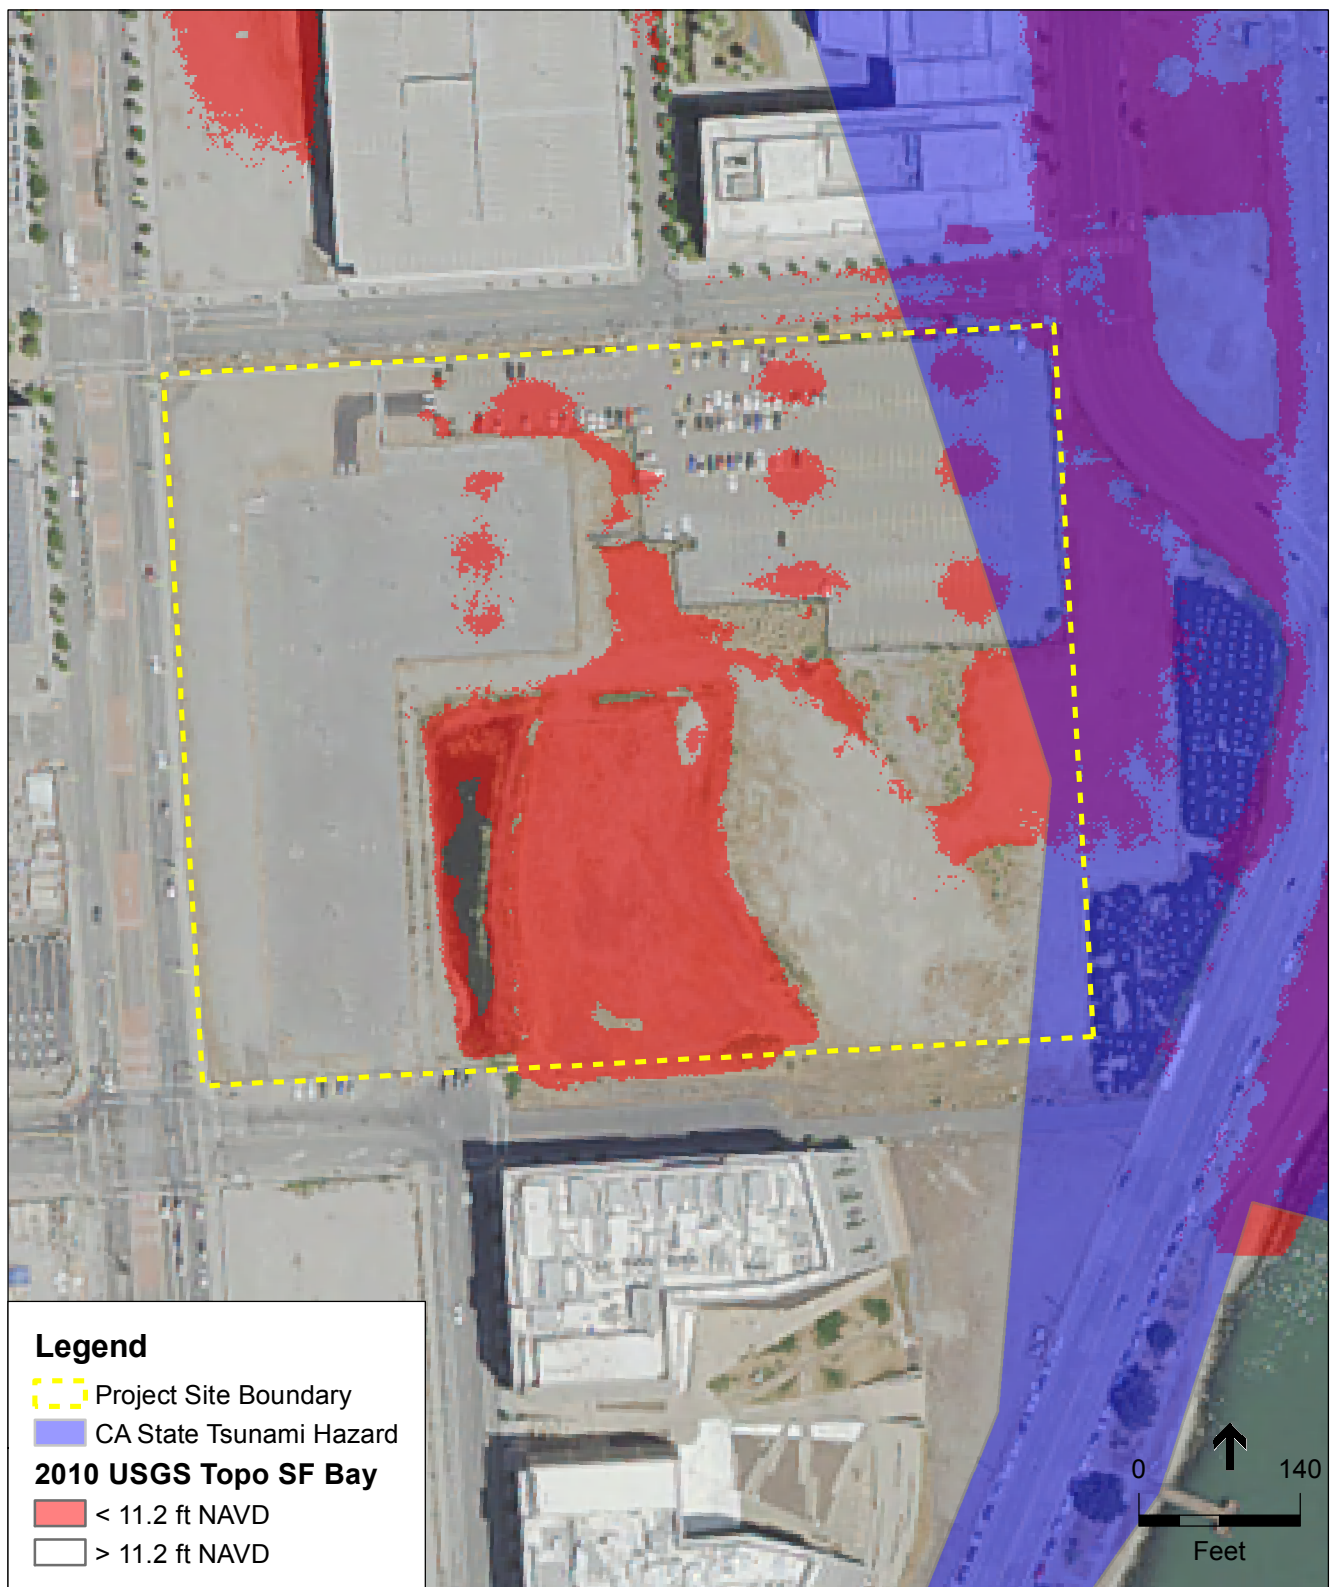 Legend
Project Site Boundary
CA State Tsunami Hazard
2010 USGS Topo SF Bay
< 11.2 ft NAVD
> 11.2 ft NAVD
0 140
Feet